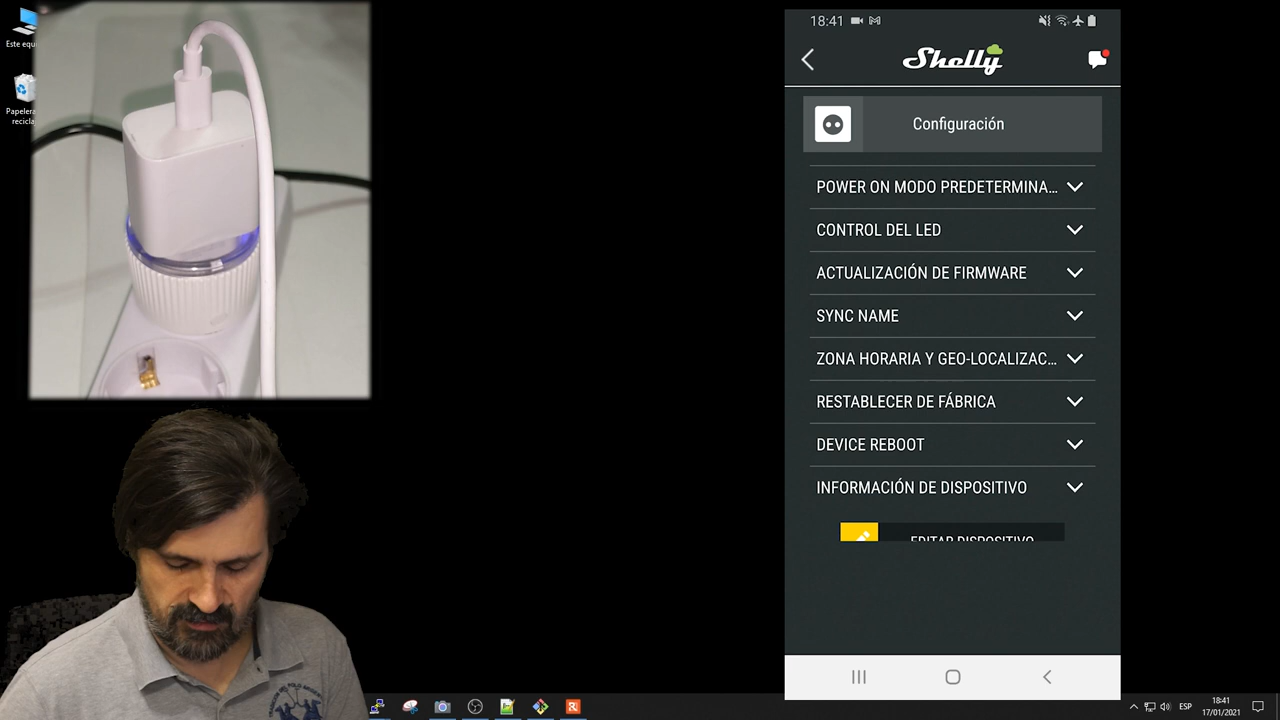 Este equ
Papelera
recicla
18:41
Shelly
Configuración
POWER ON MODO PREDETERMINA...
CONTROL DEL LED
ACTUALIZACIÓN DE FIRMWARE
SYNC NAME
ZONA HORARIA Y GEO-LOCALIZAC...
RESTABLECER DE FÁBRICA
DEVICE REBOOT
INFORMACIÓN DE DISPOSITIVO
EDITAR DISPOSITIVO
ESP
18:41
17/01/2021